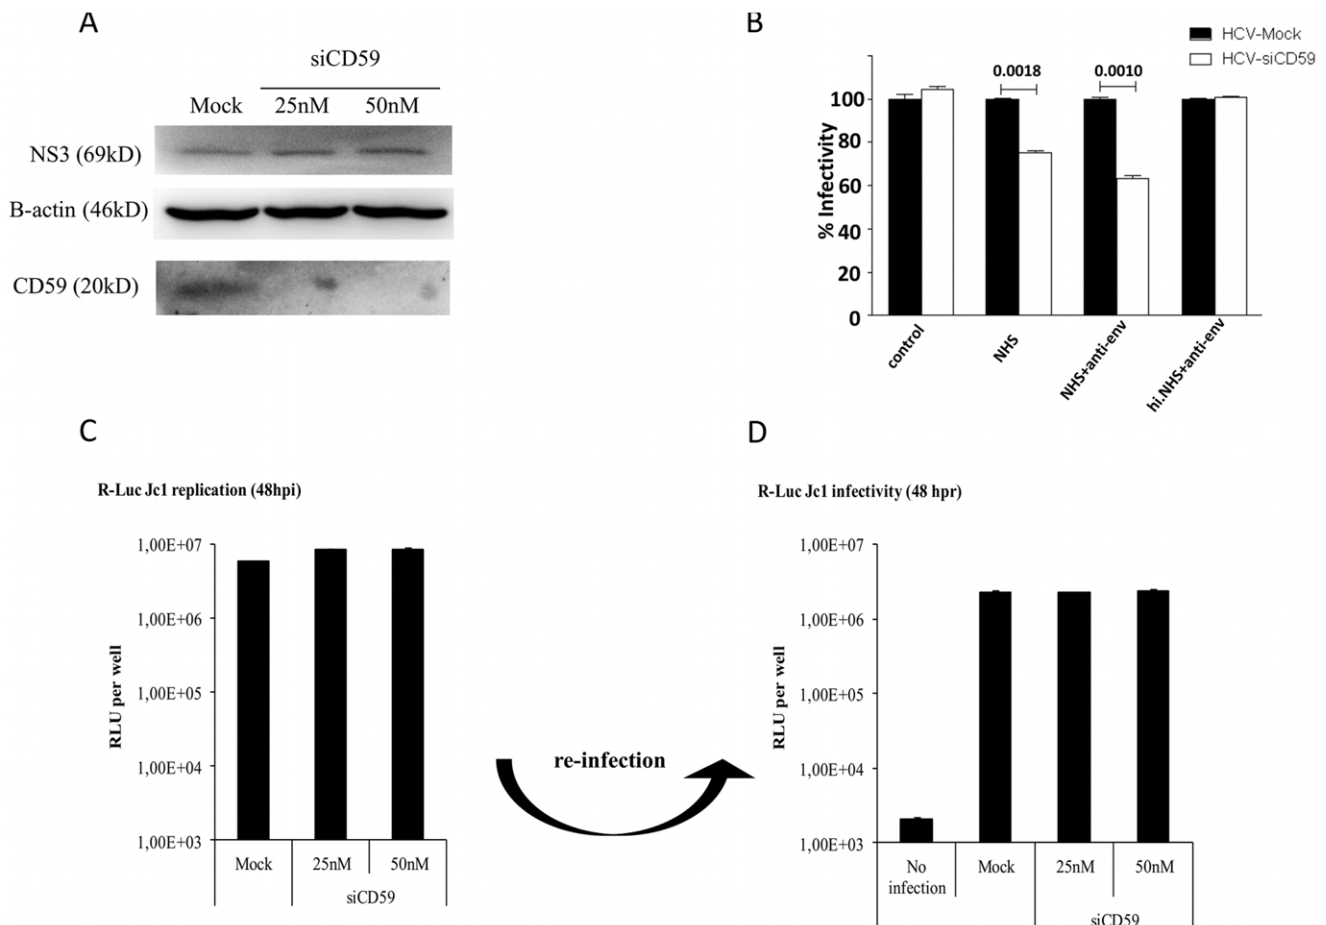 A
siCD59
Mock 25nM 50nM
NS3 (69kD)
B-actin (46kD)
CD59 (20kD)
B
HCV-Mock
HCV-siCD59
0.0018 0.0010
100
80
60
40
20
0
% Infectivity
control NHS NHS+anti-env hi.NHS+anti-env
C
R-Luc Jc1 replication (48hpi)
1,00E+07
1,00E+06
1,00E+05
1,00E+04
1,00E+03
RLU per well
Mock 25nM 50nM
siCD59
re-infection
D
R-Luc Jc1 infectivity (48 hpr)
1,00E+07
1,00E+06
1,00E+05
1,00E+04
1,00E+03
RLU per well
No Mock 25nM 50nM
infection
siCD59